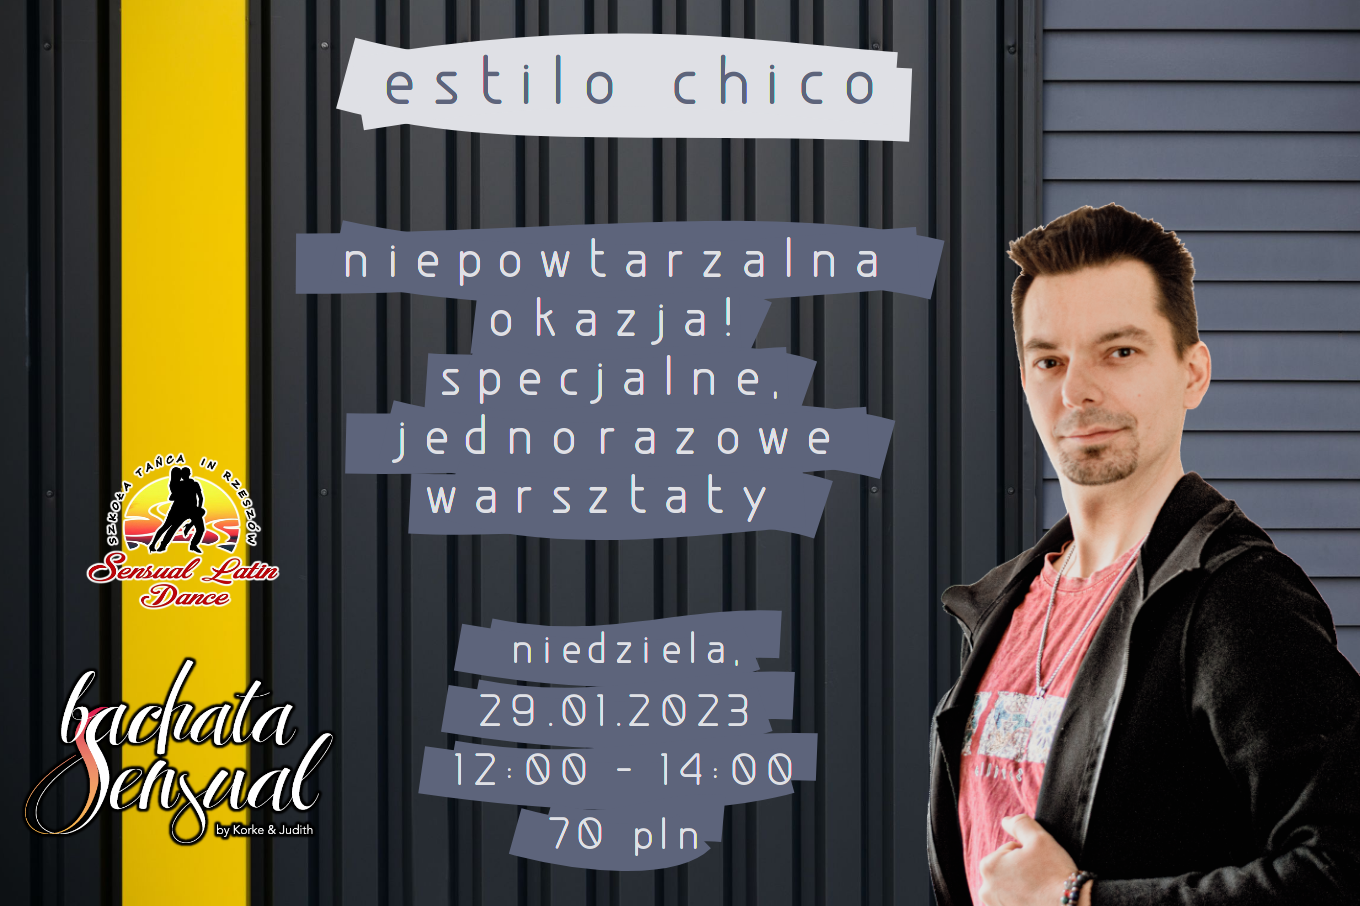 estilo chico
niepowtarzalna
okazja!
specjalne,
jednorazowe
warsztaty
niedziela,
29.01.2023
12:00 - 14:00
70 pln
SZKOŁA TAŃCA IN RZESZÓW
Sensual Latin
Dance
bachata
Sensual
by Korke & Judith